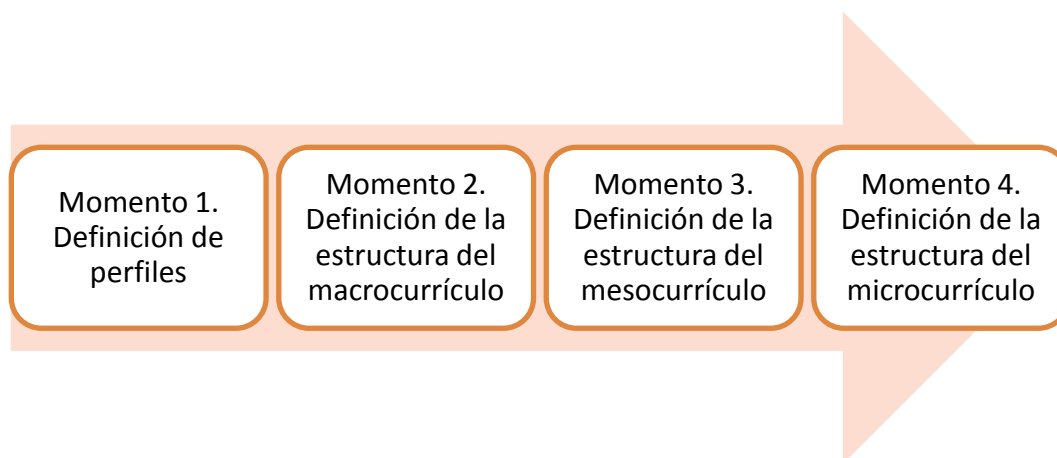 Momento 1.
Definición de
perfiles
Momento 2.
Definición de la
estructura del
macrocurrículo
Momento 3.
Definición de la
estructura del
mesocurrículo
Momento 4.
Definición de la
estructura del
microcurrículo